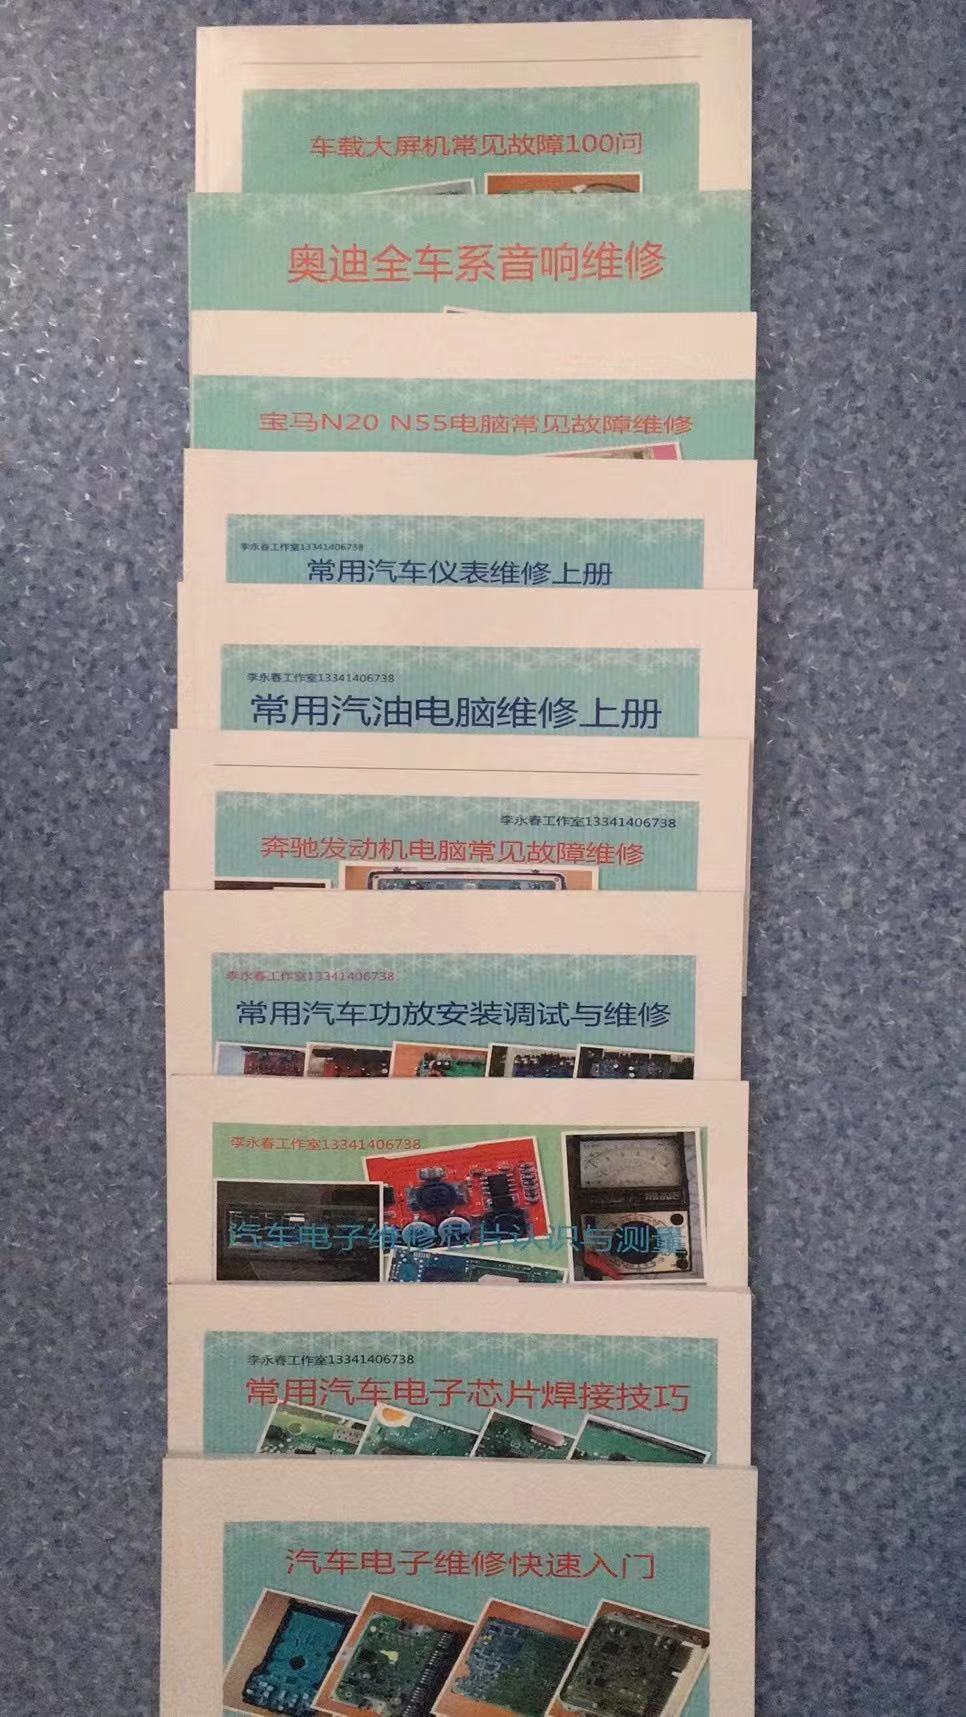 车载大屏机常见故障100问
奥迪全车系音响维修
宝马N20 N55电脑常见故障维修
李永春工作室13341406738
常用汽车仪表维修上册
李永春工作室13341406738
常用汽油电脑维修上册
李永春工作室13341406738
奔驰发动机电脑常见故障维修
李永春工作室13341406738
常用汽车功放安装调试与维修
李永春工作室13341406738
汽车电子维修芯片认识与测量
李永春工作室13341406738
常用汽车电子芯片焊接技巧
汽车电子维修快速入门